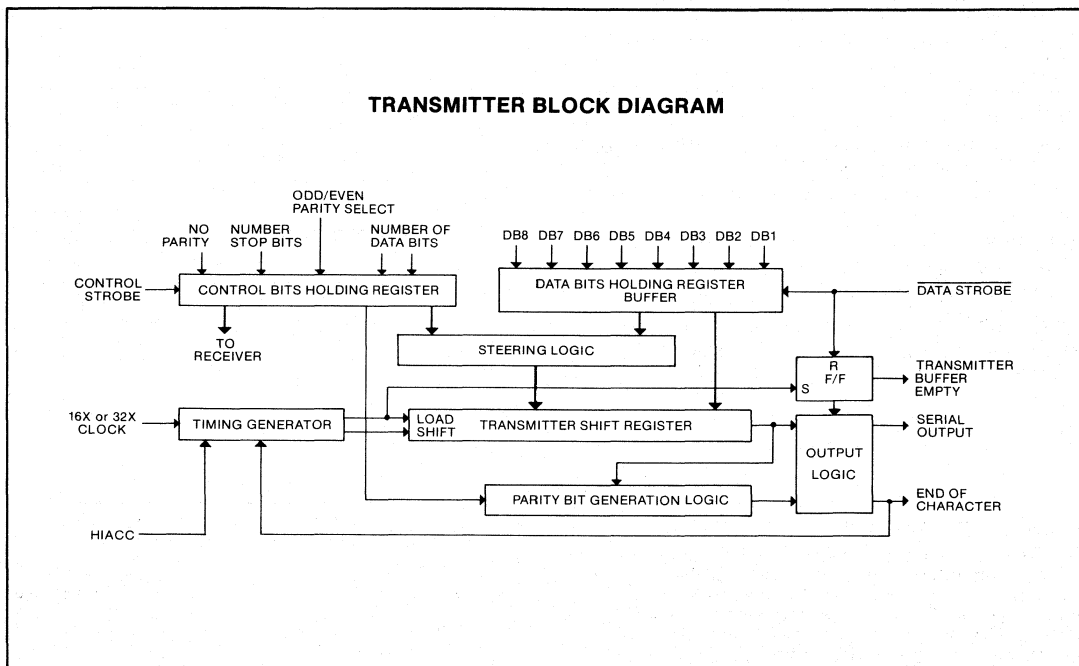 TRANSMITTER BLOCK DIAGRAM
ODD/EVEN
PARITY SELECT
NO
PARITY
NUMBER
STOP BITS
NUMBER OF
DATA BITS
DB8 DB7 DB6 DB5 DB4 DB3 DB2 DB1
CONTROL
STROBE
CONTROL BITS HOLDING REGISTER
DATA BITS HOLDING REGISTER
BUFFER
DATA STROBE
TO
RECEIVER
STEERING LOGIC
R
F/F
S
TRANSMITTER
BUFFER
EMPTY
16X or 32X
CLOCK
TIMING GENERATOR
LOAD
SHIFT
TRANSMITTER SHIFT REGISTER
OUTPUT
LOGIC
SERIAL
OUTPUT
PARITY BIT GENERATION LOGIC
END OF
CHARACTER
HIACC